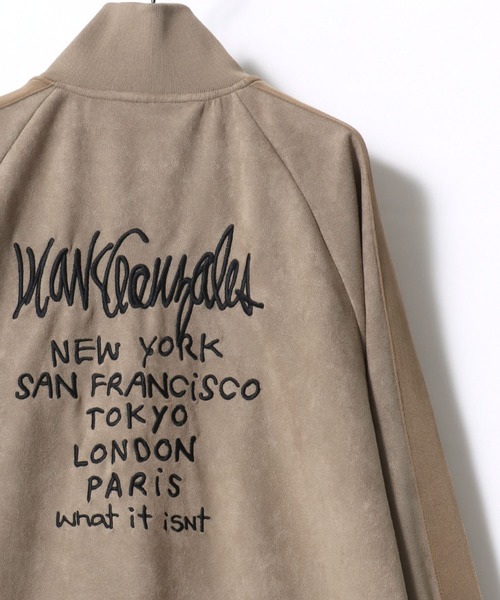 MarkGonzales
NEW YORK
SAN FRANCiSCO
TOKYO
LONDON
PARIS
what it isNt